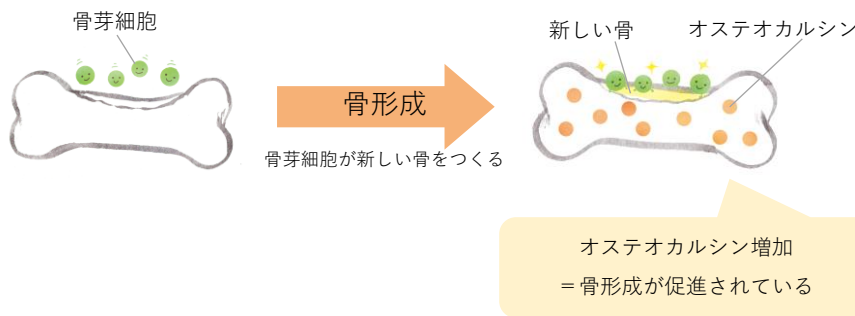 骨芽細胞
骨形成
骨芽細胞が新しい骨をつくる
新しい骨
オステオカルシン
オステオカルシン増加
＝骨形成が促進されている